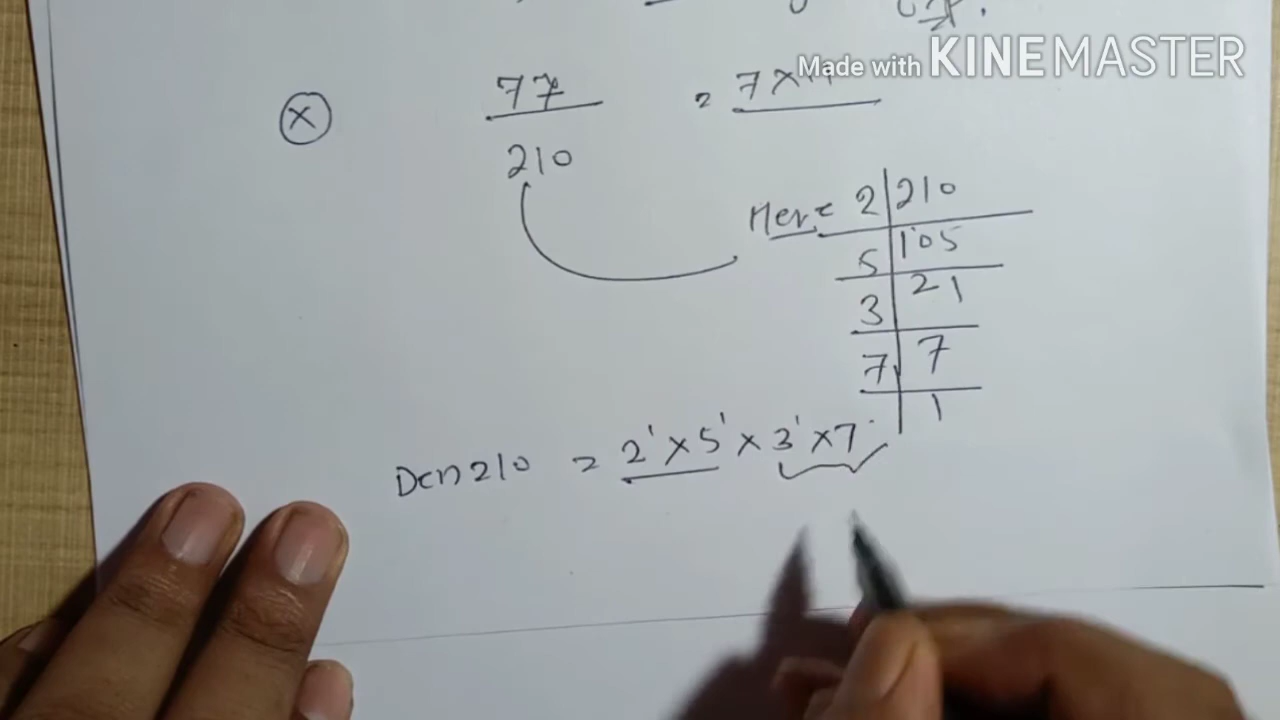 Made with KINEMASTER
(x) 77 = 7 ×
210
Here 2 | 210
5 | 105
3 | 21
7 | 7
1
Den 210 = 2¹ × 5¹ × 3¹ × 7